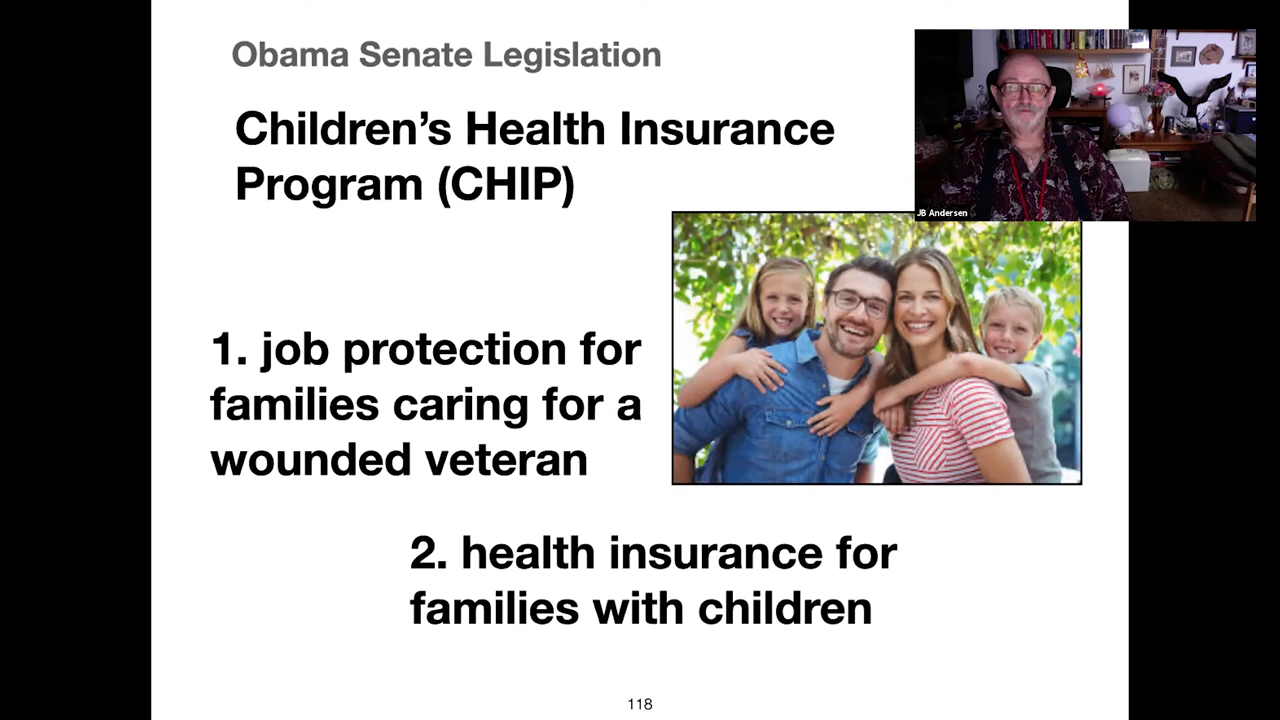 Obama Senate Legislation
Children’s Health Insurance
Program (CHIP)
JB Andersen
1. job protection for
families caring for a
wounded veteran
2. health insurance for
families with children
118